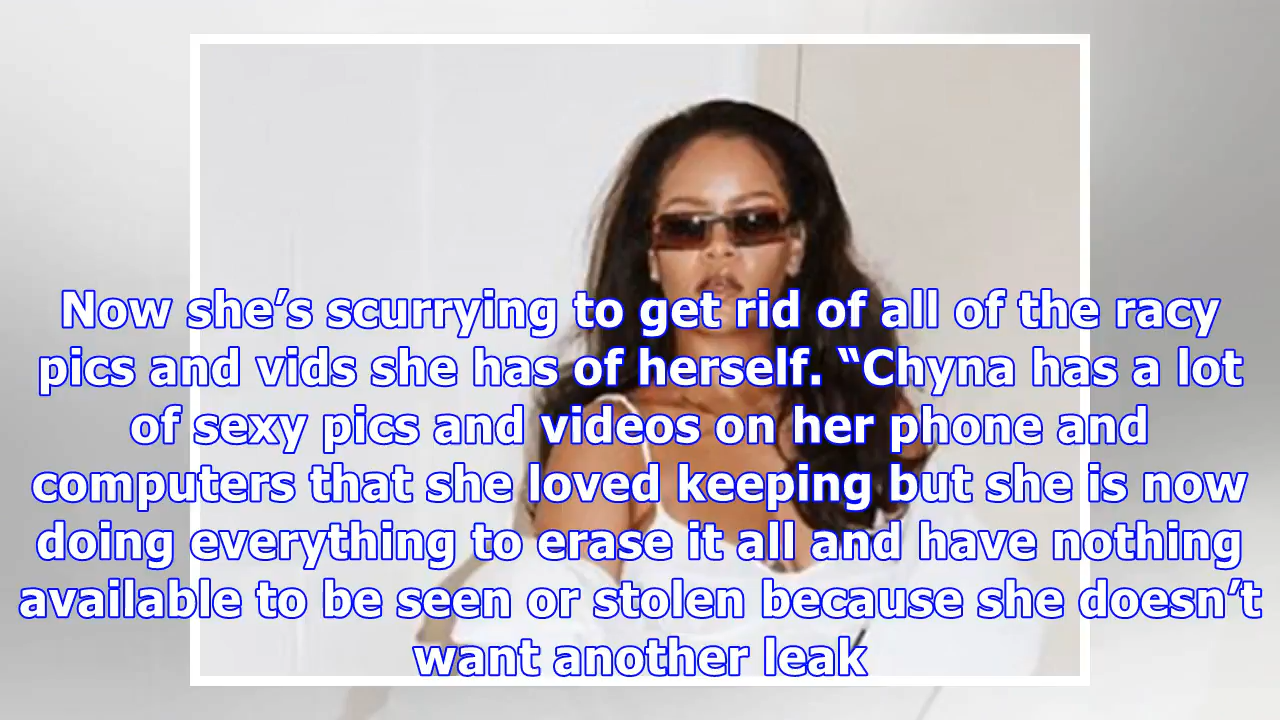 Now she’s scurrying to get rid of all of the racy
pics and vids she has of herself. “Chyna has a lot
of sexy pics and videos on her phone and
computers that she loved keeping but she is now
doing everything to erase it all and have nothing
available to be seen or stolen because she doesn’t
want another leak